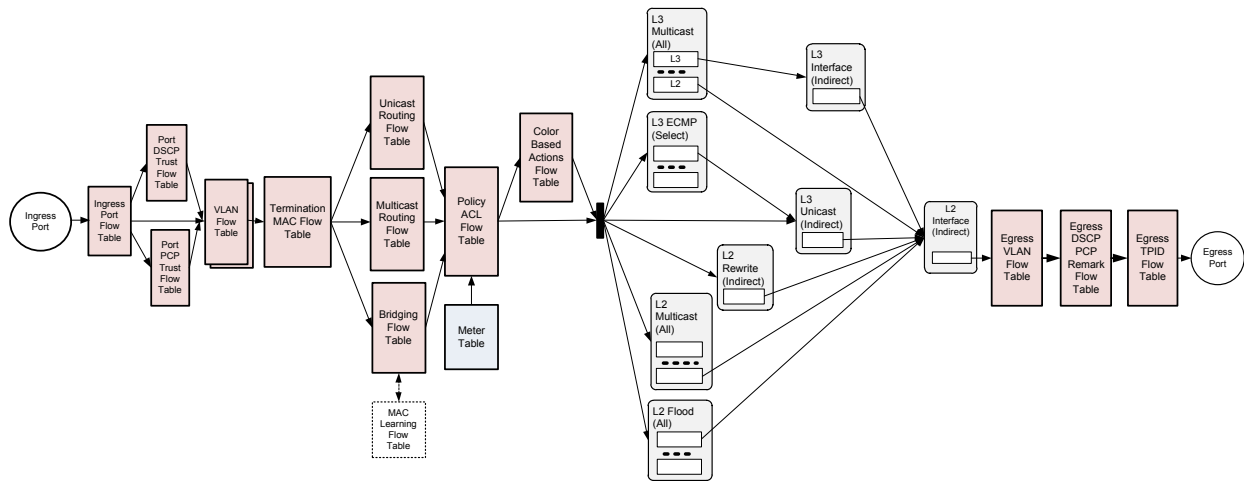 Ingress
Port
Ingress
Port
Flow
Table
Port
DSCP
Trust
Flow
Table
Port
PCP
Trust
Flow
Table
VLAN
Flow
Table
Termination
MAC Flow
Table
Unicast
Routing
Flow
Table
Multicast
Routing
Flow
Table
Bridging
Flow
Table
MAC
Learning
Flow
Table
Policy
ACL
Flow
Table
Meter
Table
Color
Based
Actions
Flow
Table
L3
Multicast
(All)
L3
L2
L3
Interface
(Indirect)
L3 ECMP
(Select)
L3
Unicast
(Indirect)
L2
Rewrite
(Indirect)
L2
Multicast
(All)
L2 Flood
(All)
L2
Interface
(Indirect)
Egress
VLAN
Flow
Table
Egress
DSCP
PCP
Remark
Flow
Table
Egress
TPID
Flow
Table
Egress
Port